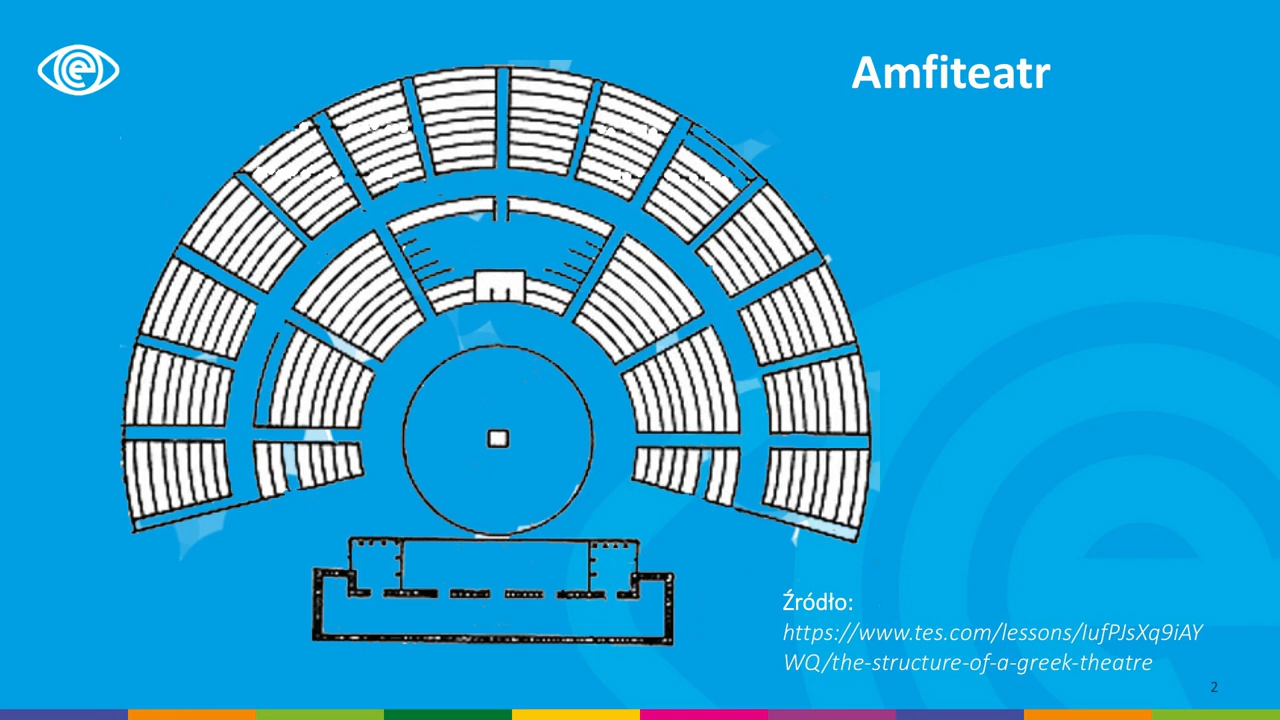 Amfiteatr
Źródło:
https://www.tes.com/lessons/IufPJsXq9iAY
WQ/the-structure-of-a-greek-theatre
2